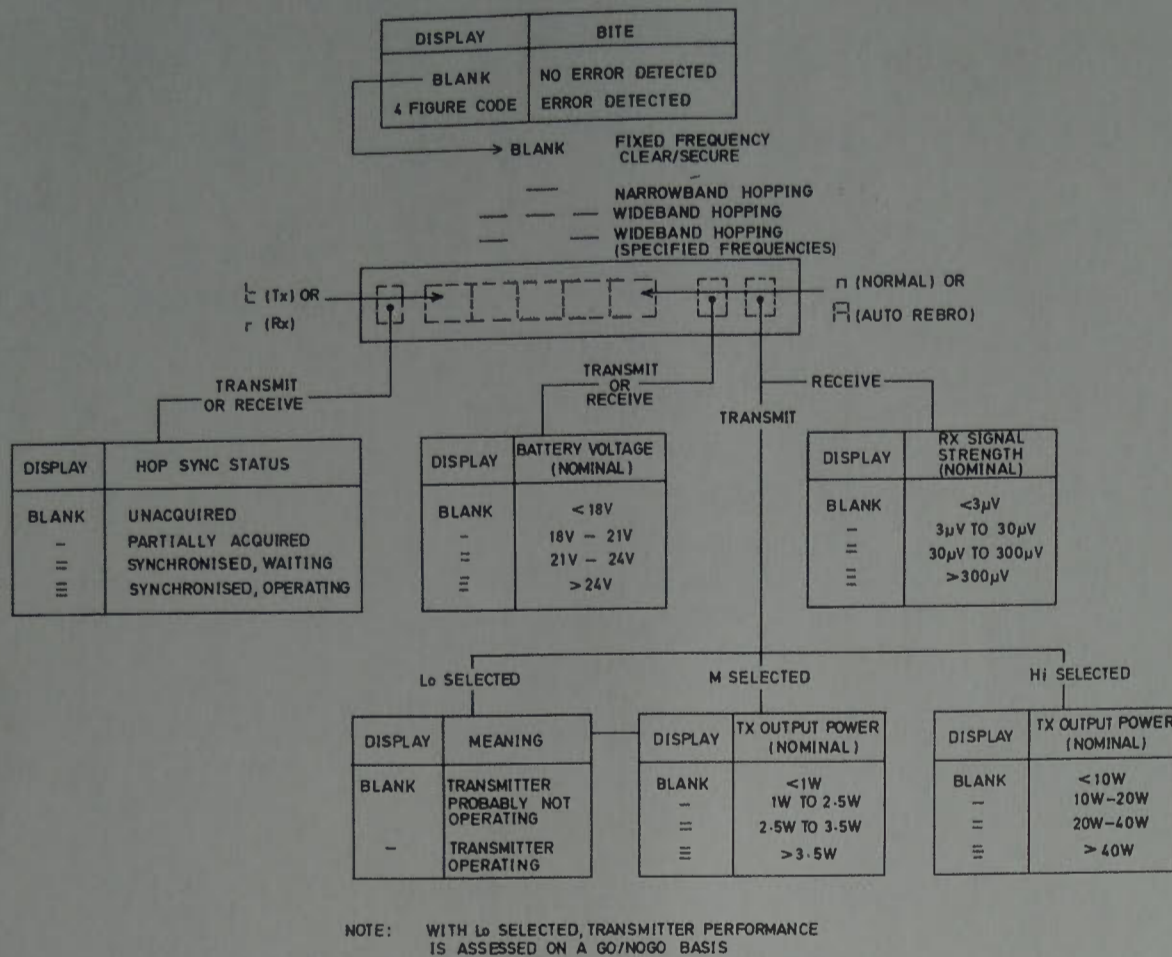 DISPLAY BITE
BLANK NO ERROR DETECTED
4 FIGURE CODE ERROR DETECTED
BLANK FIXED FREQUENCY
CLEAR/SECURE
— NARROWBAND HOPPING
— — — WIDEBAND HOPPING
— — WIDEBAND HOPPING
(SPECIFIED FREQUENCIES)
t (Tx) OR
r (Rx)
n (NORMAL) OR
A (AUTO REBRO)
TRANSMIT
OR RECEIVE
TRANSMIT
OR
RECEIVE
RECEIVE
TRANSMIT
DISPLAY HOP SYNC STATUS
BLANK UNACQUIRED
- PARTIALLY ACQUIRED
= SYNCHRONISED, WAITING
≡ SYNCHRONISED, OPERATING
DISPLAY BATTERY VOLTAGE
(NOMINAL)
BLANK <18V
- 18V – 21V
= 21V – 24V
≡ >24V
DISPLAY RX SIGNAL
STRENGTH
(NOMINAL)
BLANK <3µV
- 3µV TO 30µV
= 30µV TO 300µV
≡ >300µV
Lo SELECTED
M SELECTED
Hi SELECTED
DISPLAY MEANING
BLANK TRANSMITTER
PROBABLY NOT
OPERATING
- TRANSMITTER
OPERATING
DISPLAY TX OUTPUT POWER
(NOMINAL)
BLANK <1W
- 1W TO 2·5W
= 2·5W TO 3·5W
≡ >3·5W
DISPLAY TX OUTPUT POWER
(NOMINAL)
BLANK <10W
- 10W–20W
= 20W–40W
≡ >40W
NOTE: WITH Lo SELECTED, TRANSMITTER PERFORMANCE
IS ASSESSED ON A GO/NOGO BASIS